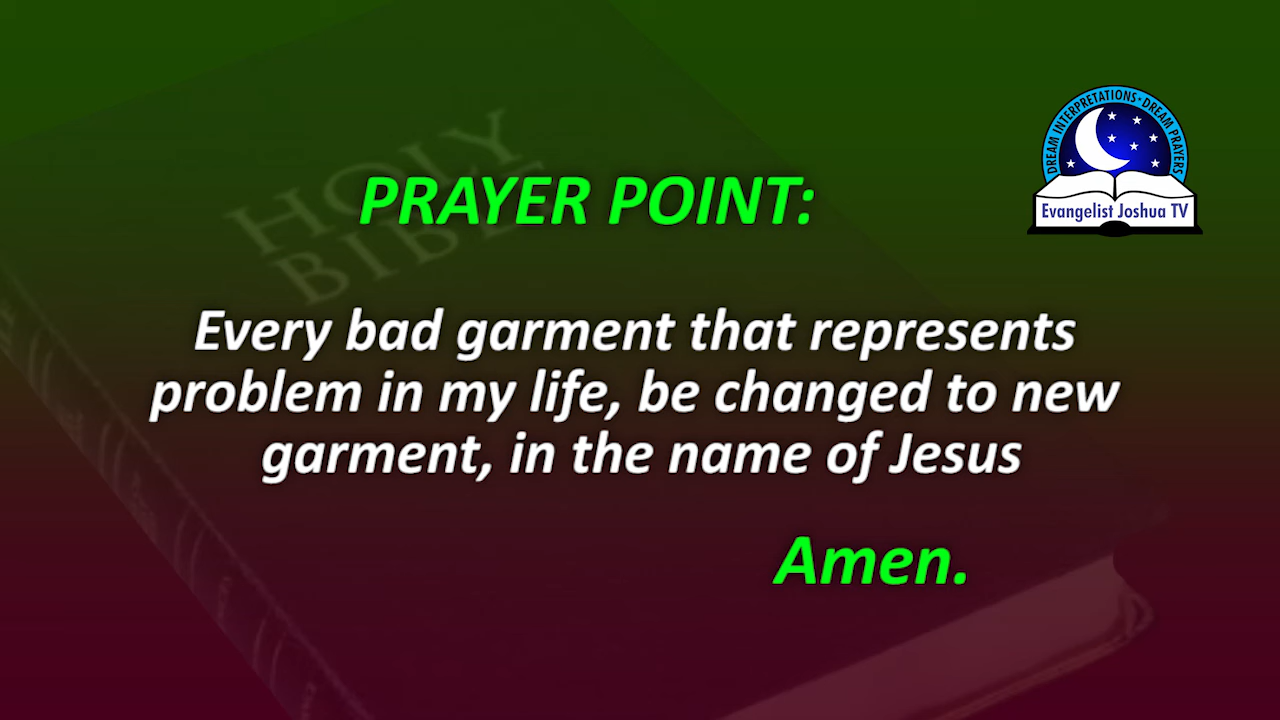 HOLY
BIBLE
DREAM INTERPRETATIONS · DREAM PRAYERS
Evangelist Joshua TV
PRAYER POINT:
Every bad garment that represents
problem in my life, be changed to new
garment, in the name of Jesus
Amen.